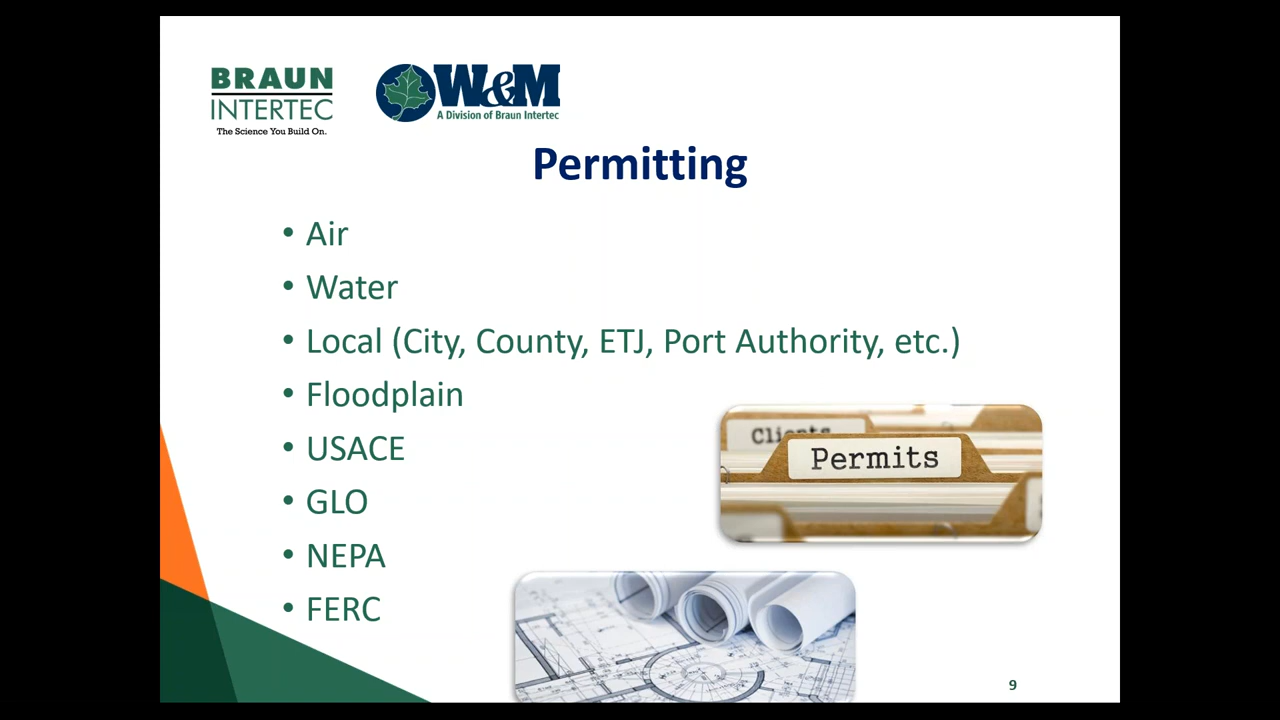 BRAUN
INTERTEC
The Science You Build On.
W&M
A Division of Braun Intertec
Permitting
• Air
• Water
• Local (City, County, ETJ, Port Authority, etc.)
• Floodplain
• USACE
• GLO
• NEPA
• FERC
Clients
Permits
9